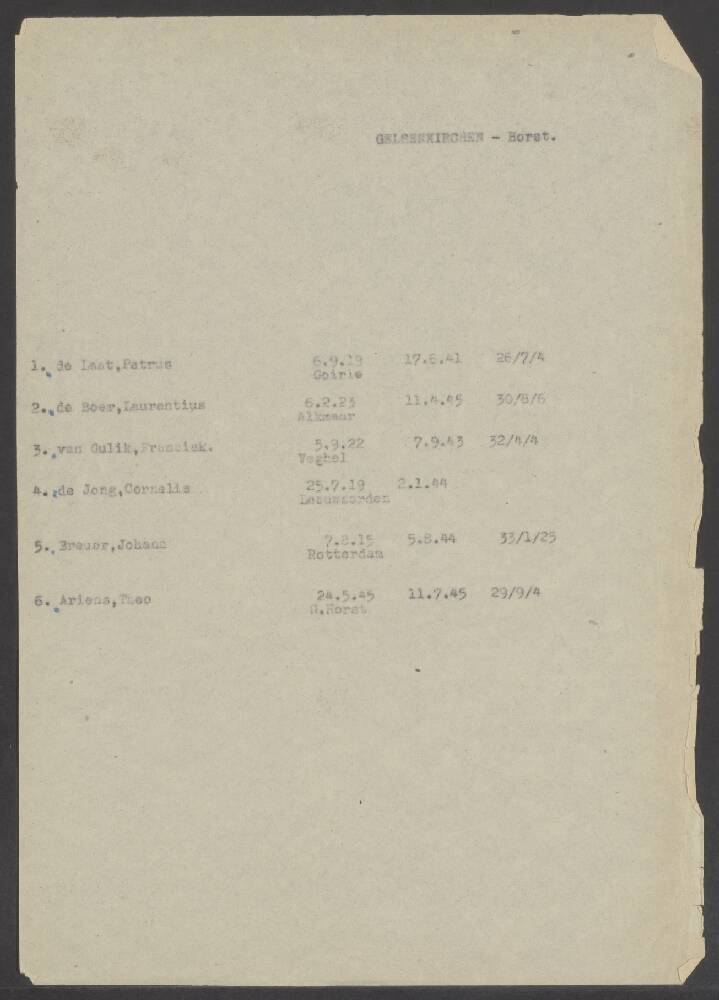 GELSENKIRCHEN - Horst.
1. de Laat,Petrus 6.9.19 17.6.41 26/7/4
Goirle
2. de Boer,Laurentius 6.2.23 11.4.45 30/8/6
Alkmaar
3. van Gulik,Franciek. 5.9.22 7.9.43 32/4/4
Veghel
4. de Jong,Cornelis 25.7.19 2.1.44
Leeuwaorden
5. Breuer,Johann 7.8.15 5.8.44 33/1/25
Rotterdam
6. Ariens,Theo 24.5.45 11.7.45 29/9/4
G.Horst